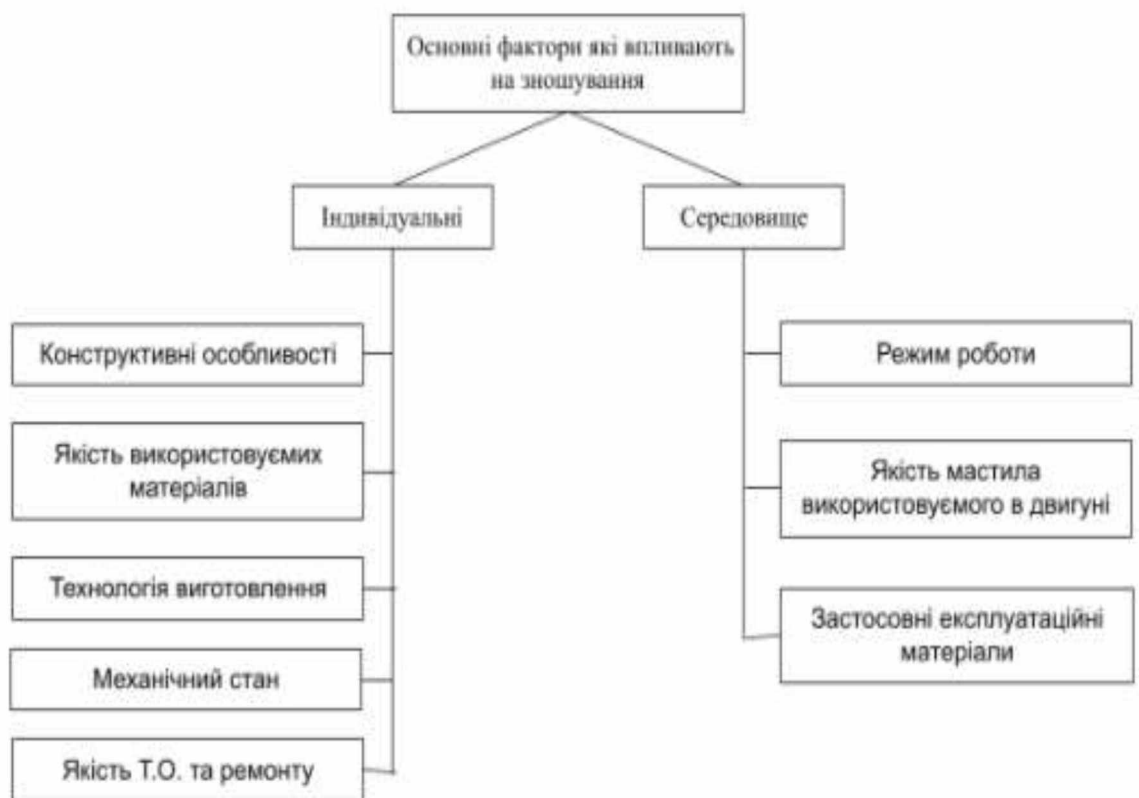 Основні фактори які впливають
на зношування
Індивідуальні
Середовище
Конструктивні особливості
Якість використовуємих
матеріалів
Технологія виготовлення
Механічний стан
Якість Т.О. та ремонту
Режим роботи
Якість мастила
використовуємого в двигуні
Застосовні експлуатаційні
матеріали